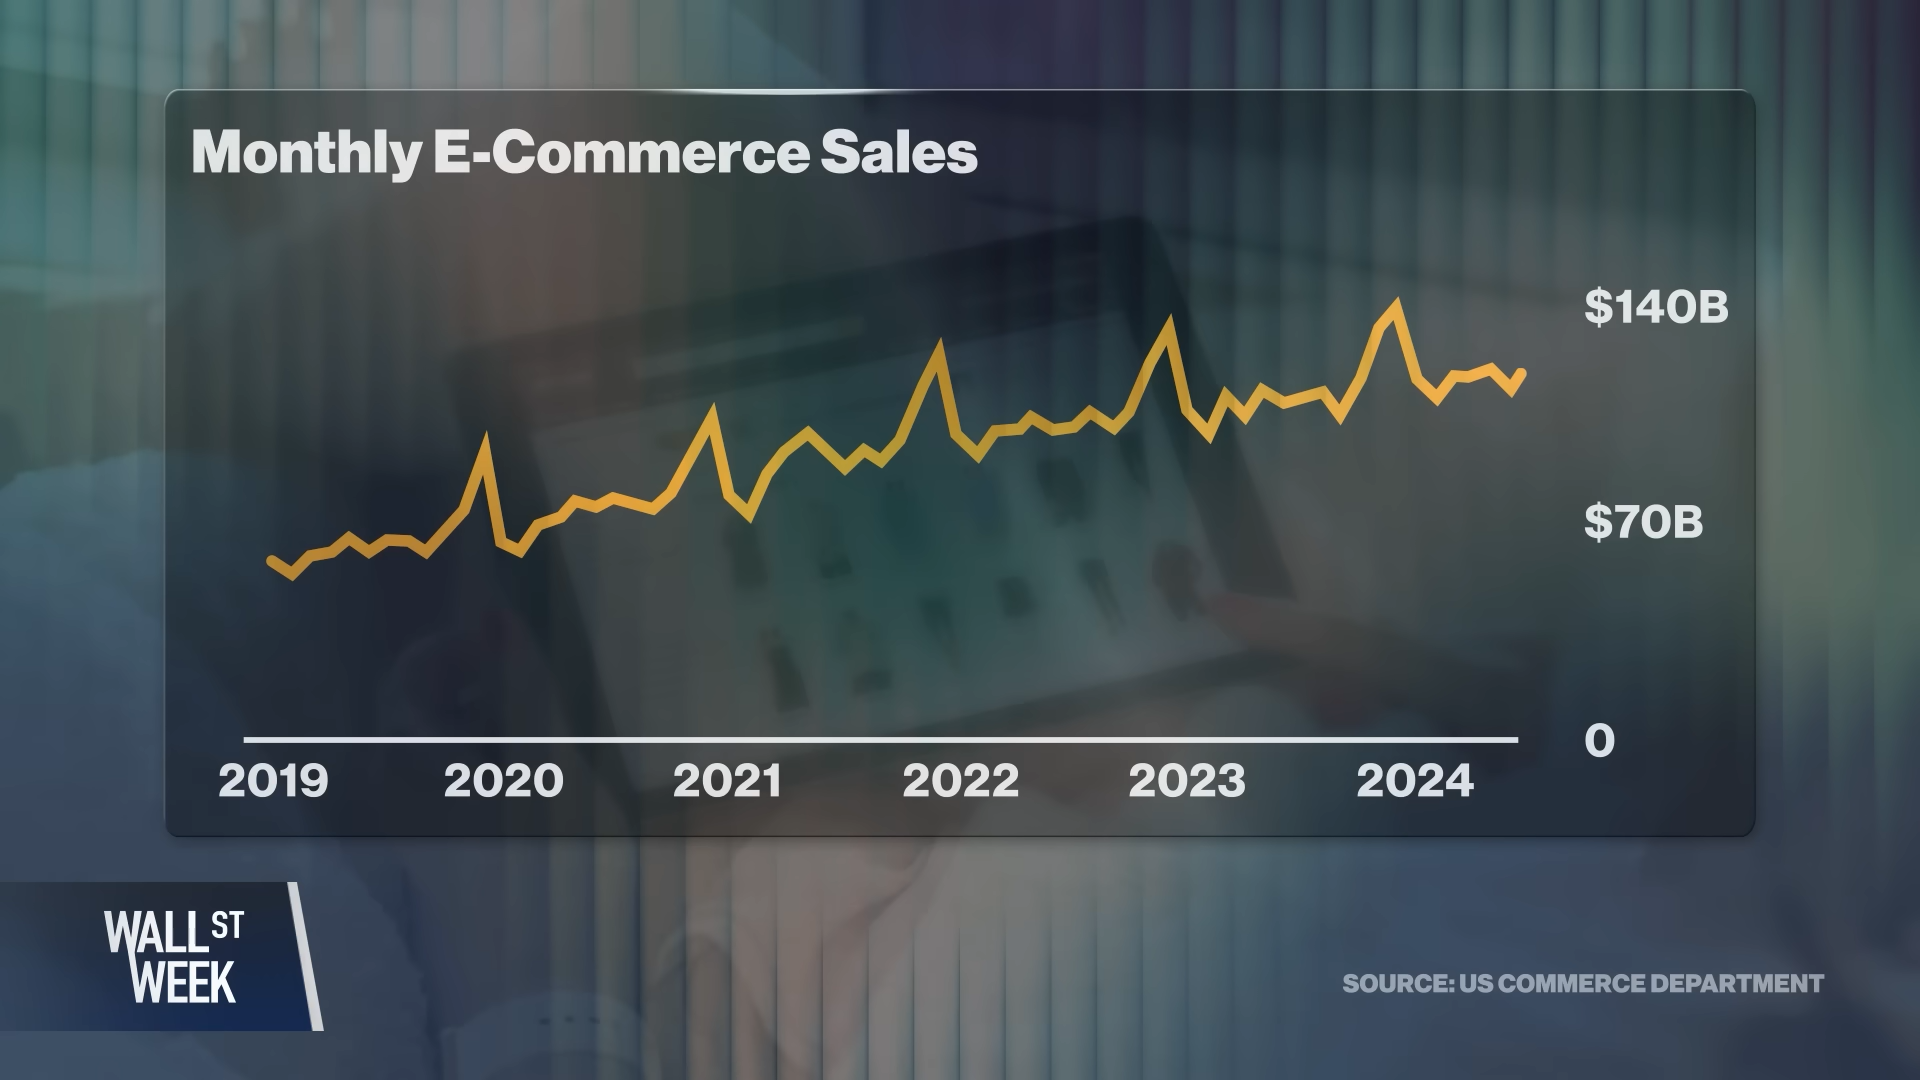 Monthly E-Commerce Sales
$140B
$70B
0
2019 2020 2021 2022 2023 2024
WALL ST
WEEK
SOURCE: US COMMERCE DEPARTMENT